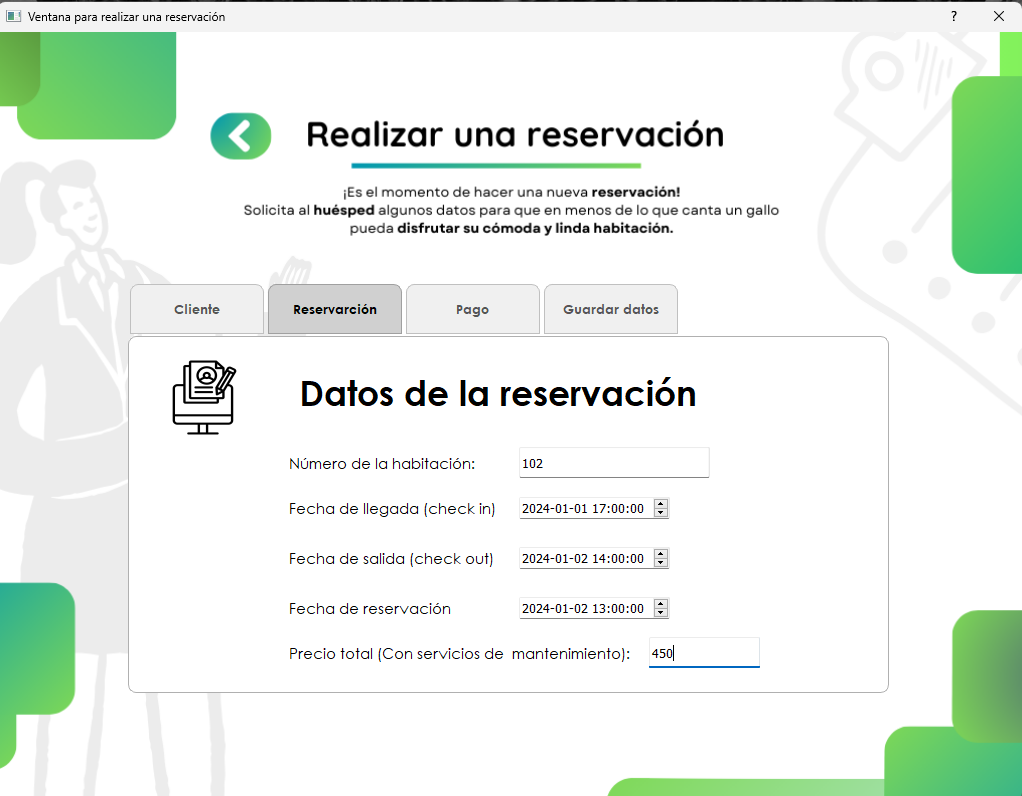 Ventana para realizar una reservación
?
Realizar una reservación
¡Es el momento de hacer una nueva reservación!
Solicita al huésped algunos datos para que en menos de lo que canta un gallo
pueda disfrutar su cómoda y linda habitación.
Cliente
Reservarción
Pago
Guardar datos
Datos de la reservación
Número de la habitación:
102
Fecha de llegada (check in)
2024-01-01 17:00:00
Fecha de salida (check out)
2024-01-02 14:00:00
Fecha de reservación
2024-01-02 13:00:00
Precio total (Con servicios de mantenimiento):
450